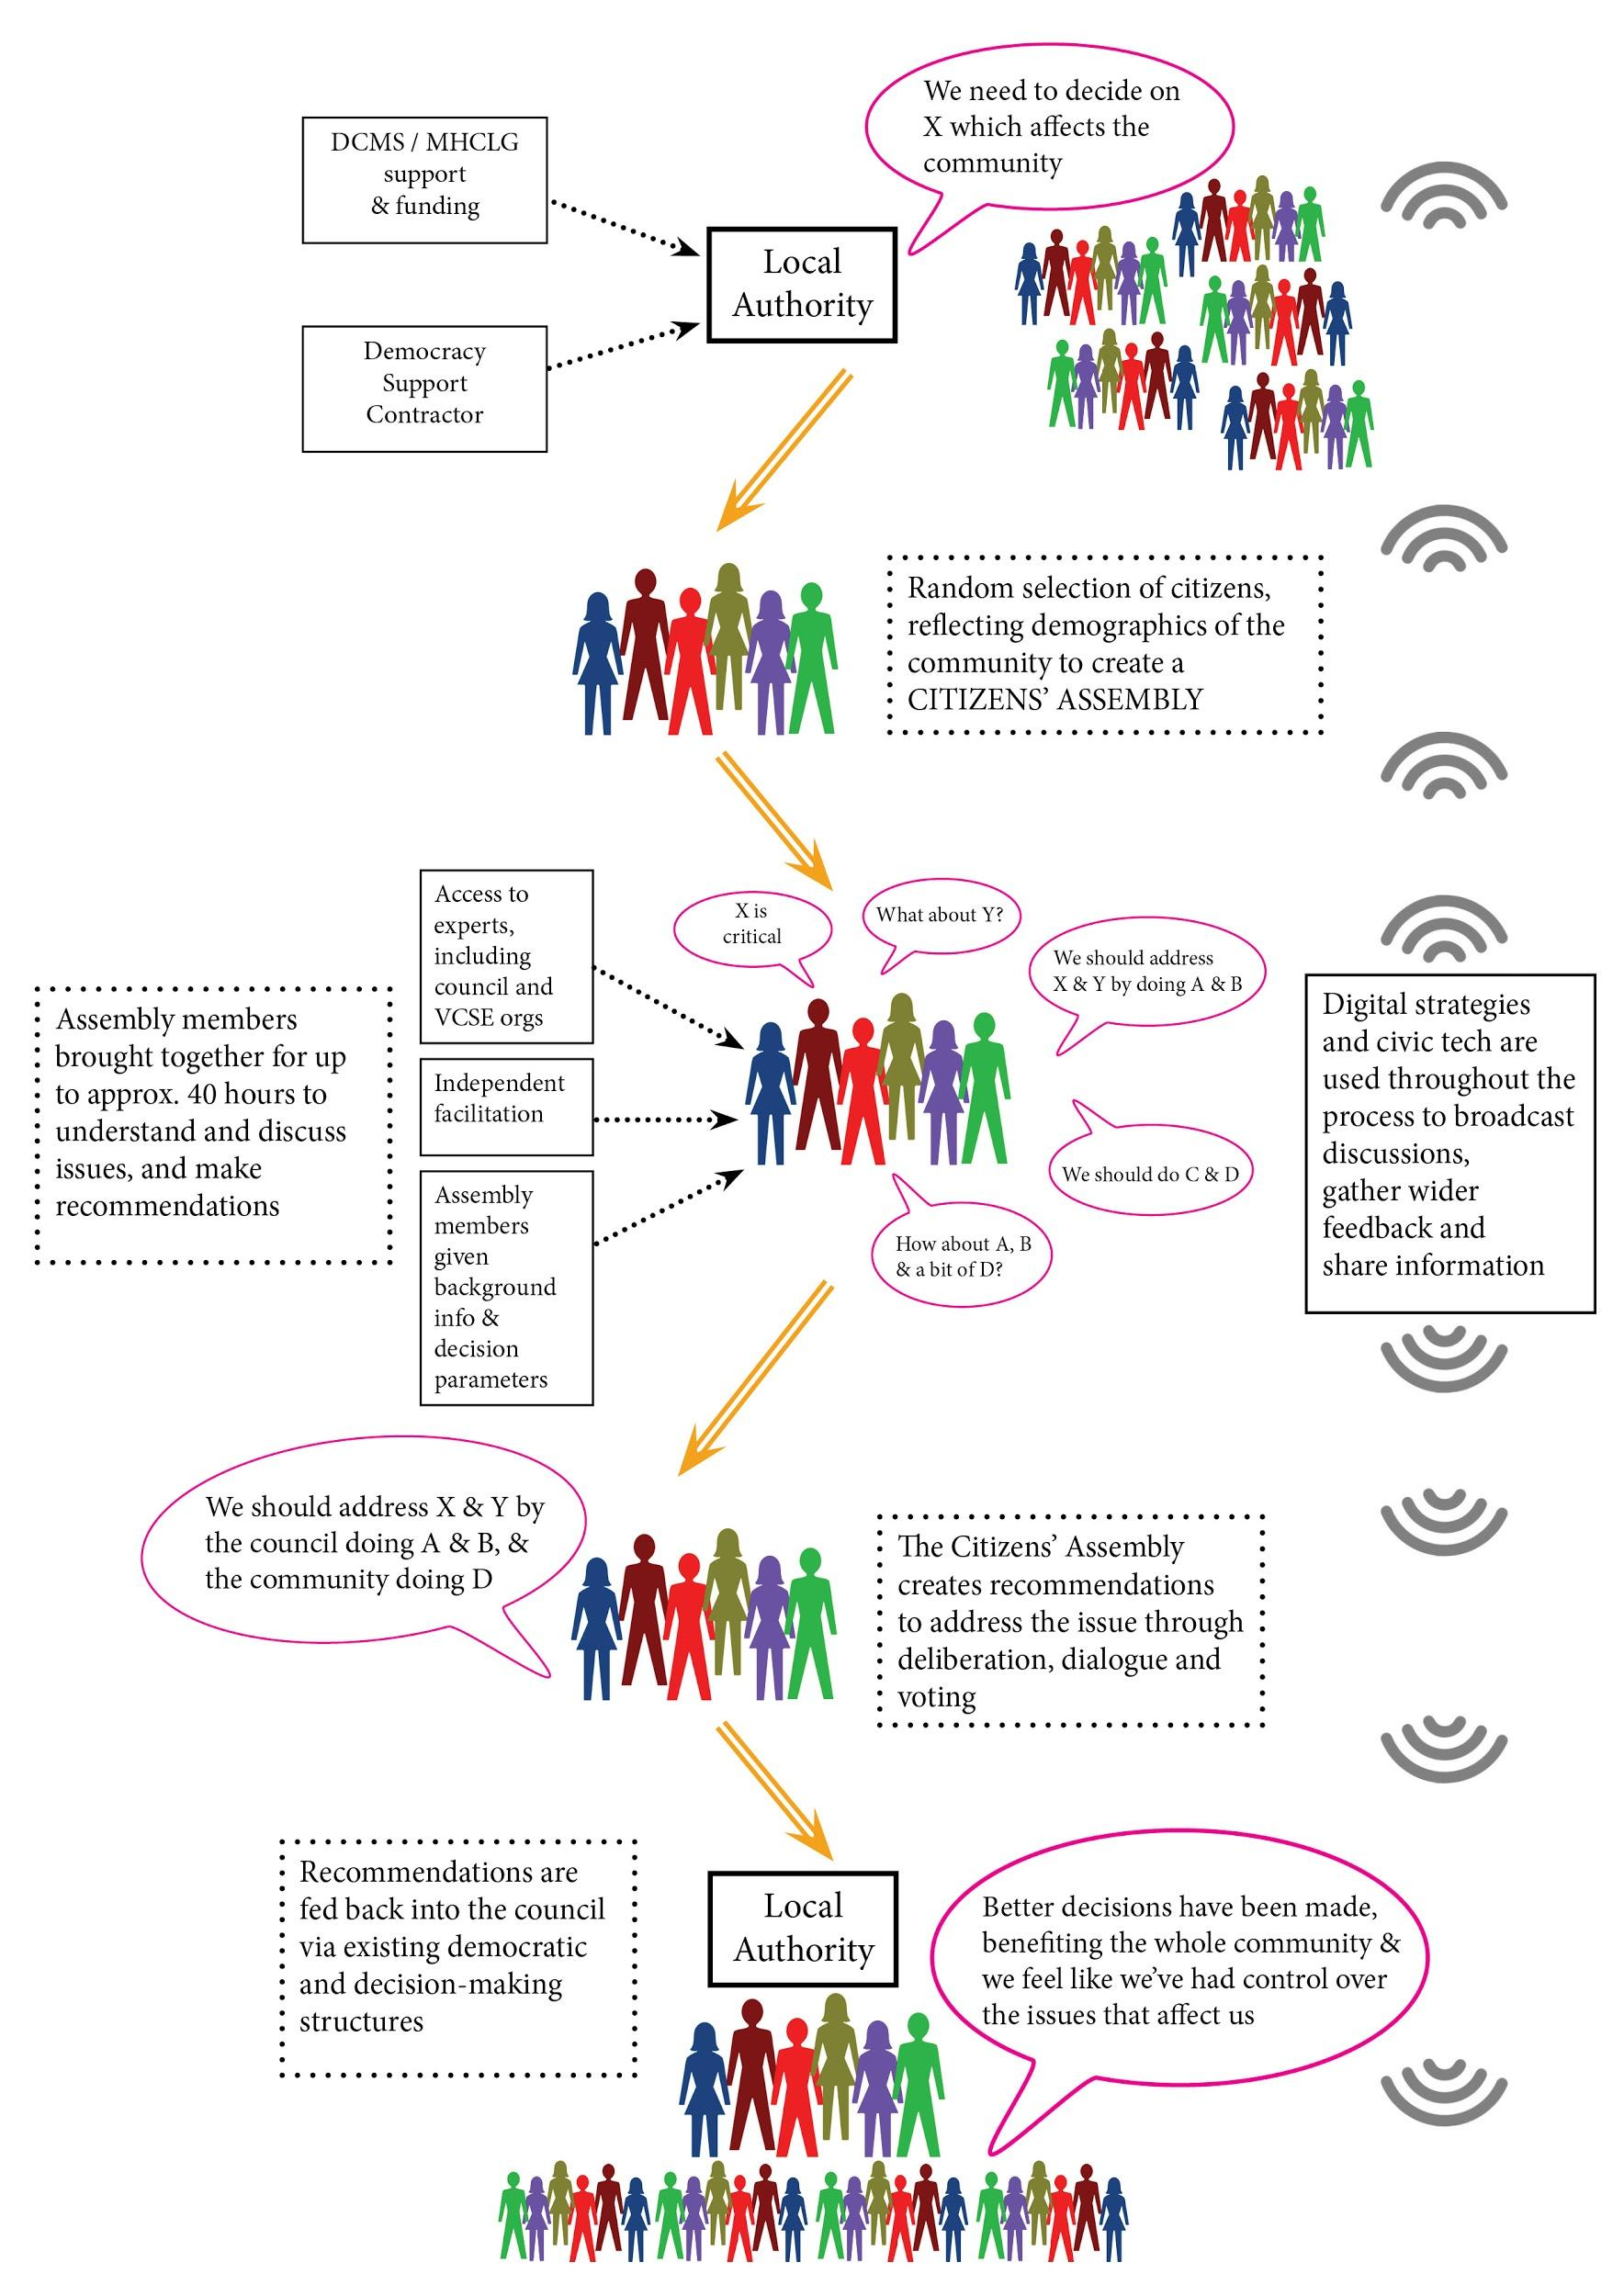 We need to decide on
X which affects the
community
DCMS / MHCLG
support
& funding
Local
Authority
Democracy
Support
Contractor
Random selection of citizens,
reflecting demographics of the
community to create a
CITIZENS’ ASSEMBLY
Access to
experts,
including
council and
VCSE orgs
X is
critical
What about Y?
We should address
X & Y by doing A & B
Assembly members
brought together for up
to approx. 40 hours to
understand and discuss
issues, and make
recommendations
Independent
facilitation
Assembly
members
given
background
info &
decision
parameters
We should do C & D
How about A, B
& a bit of D?
Digital strategies
and civic tech are
used throughout the
process to broadcast
discussions,
gather wider
feedback and
share information
We should address X & Y by
the council doing A & B, &
the community doing D
The Citizens’ Assembly
creates recommendations
to address the issue through
deliberation, dialogue and
voting
Recommendations are
fed back into the council
via existing democratic
and decision-making
structures
Local
Authority
Better decisions have been made,
benefiting the whole community &
we feel like we’ve had control over
the issues that affect us